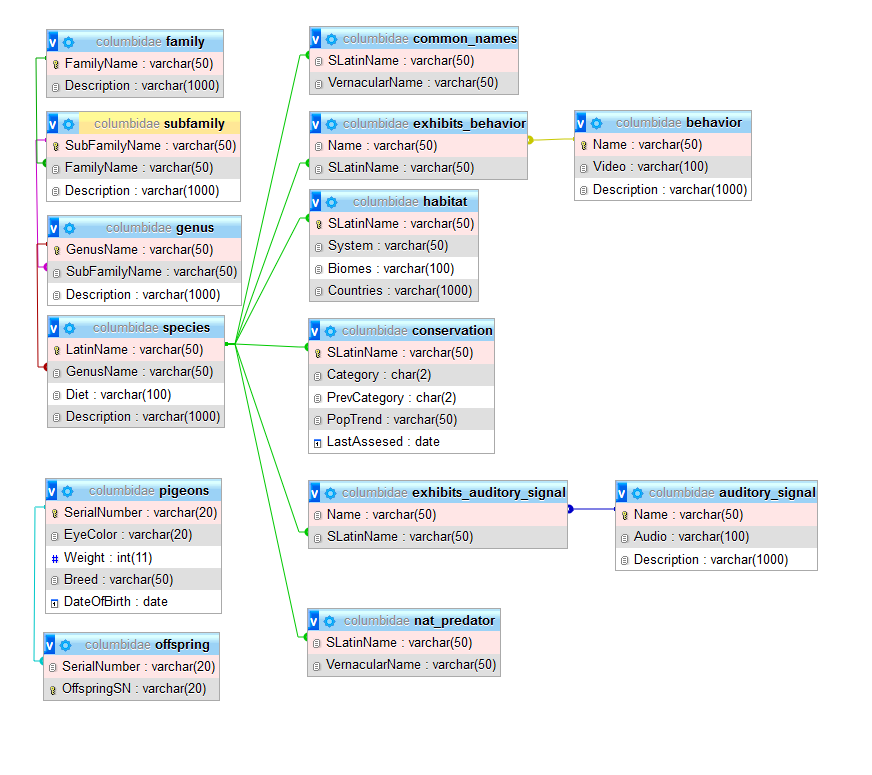 columbidae family
FamilyName : varchar(50)
Description : varchar(1000)
columbidae subfamily
SubFamilyName : varchar(50)
FamilyName : varchar(50)
Description : varchar(1000)
columbidae genus
GenusName : varchar(50)
SubFamilyName : varchar(50)
Description : varchar(1000)
columbidae species
LatinName : varchar(50)
GenusName : varchar(50)
Diet : varchar(100)
Description : varchar(1000)
columbidae pigeons
SerialNumber : varchar(20)
EyeColor : varchar(20)
# Weight : int(11)
Breed : varchar(50)
DateOfBirth : date
columbidae offspring
SerialNumber : varchar(20)
OffspringSN : varchar(20)
columbidae common_names
SLatinName : varchar(50)
VernacularName : varchar(50)
columbidae exhibits_behavior
Name : varchar(50)
SLatinName : varchar(50)
columbidae habitat
SLatinName : varchar(50)
System : varchar(50)
Biomes : varchar(100)
Countries : varchar(1000)
columbidae conservation
SLatinName : varchar(50)
Category : char(2)
PrevCategory : char(2)
PopTrend : varchar(50)
LastAssesed : date
columbidae exhibits_auditory_signal
Name : varchar(50)
SLatinName : varchar(50)
columbidae nat_predator
SLatinName : varchar(50)
VernacularName : varchar(50)
columbidae behavior
Name : varchar(50)
Video : varchar(100)
Description : varchar(1000)
columbidae auditory_signal
Name : varchar(50)
Audio : varchar(100)
Description : varchar(1000)